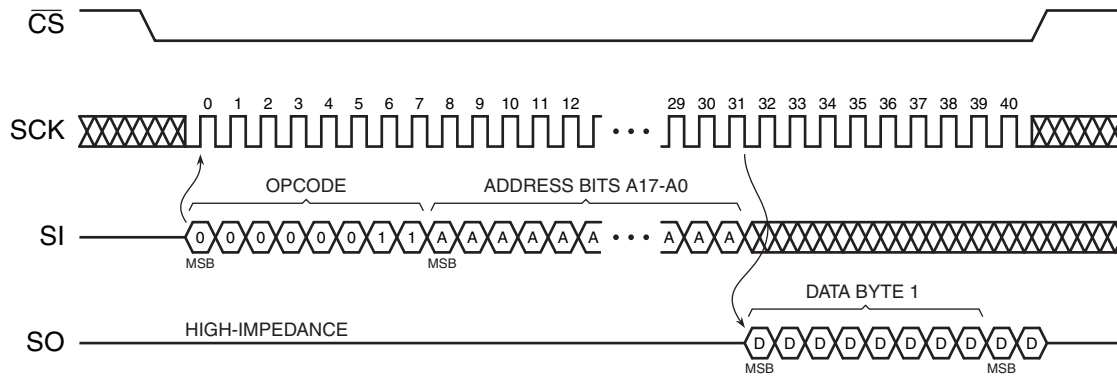 CS
0 1 2 3 4 5 6 7 8 9 10 11 12 29 30 31 32 33 34 35 36 37 38 39 40
SCK
OPCODE ADDRESS BITS A17-A0
SI 0 0 0 0 0 0 1 1 A A A A A A A A A
MSB MSB
DATA BYTE 1
HIGH-IMPEDANCE
SO D D D D D D D D D D
MSB MSB